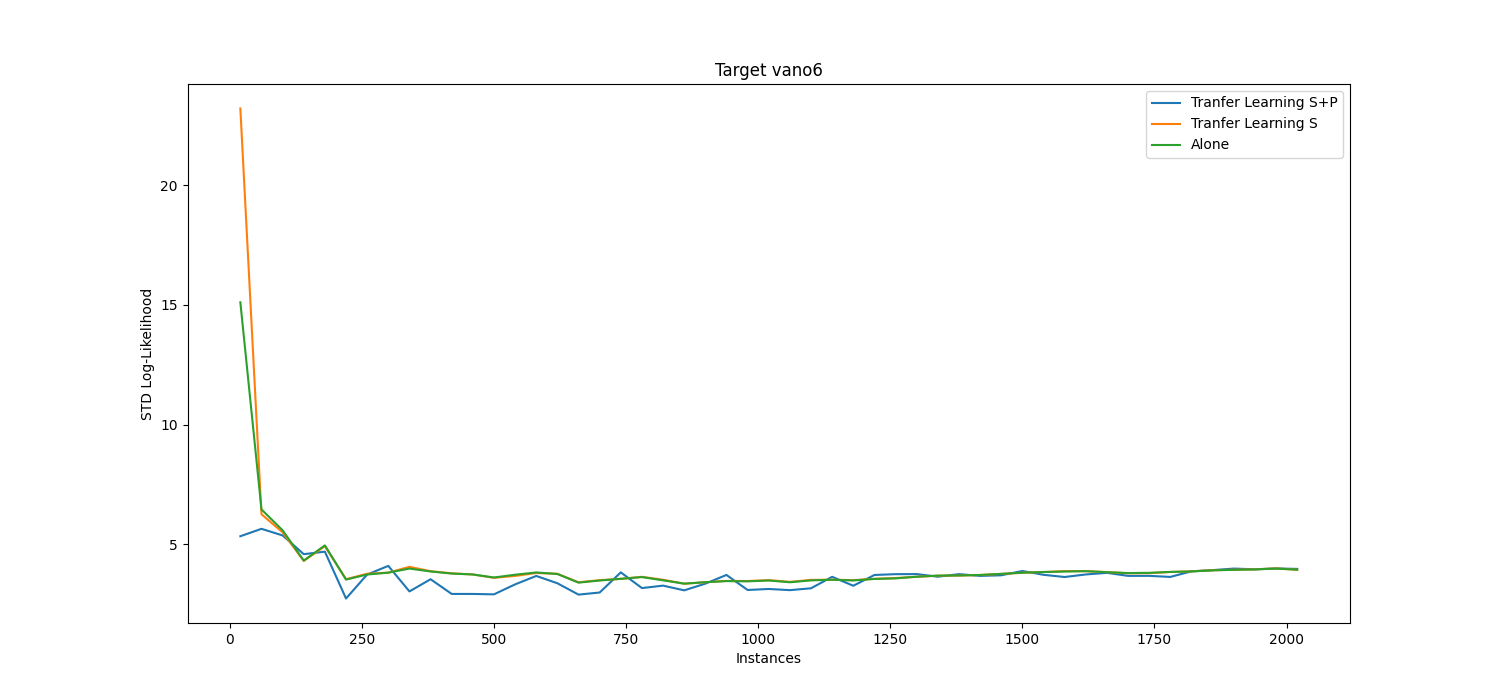 Target vano6
Tranfer Learning S+P
Tranfer Learning S
Alone
STD Log-Likelihood
20
15
10
5
0 250 500 750 1000 1250 1500 1750 2000
Instances